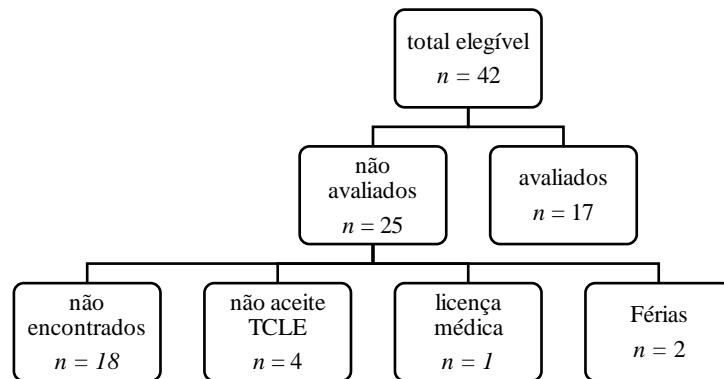 total elegível
n = 42
não
avaliados
n = 25
avaliados
n = 17
não
encontrados
n = 18
não aceite
TCLE
n = 4
licença
médica
n = 1
Férias
n = 2